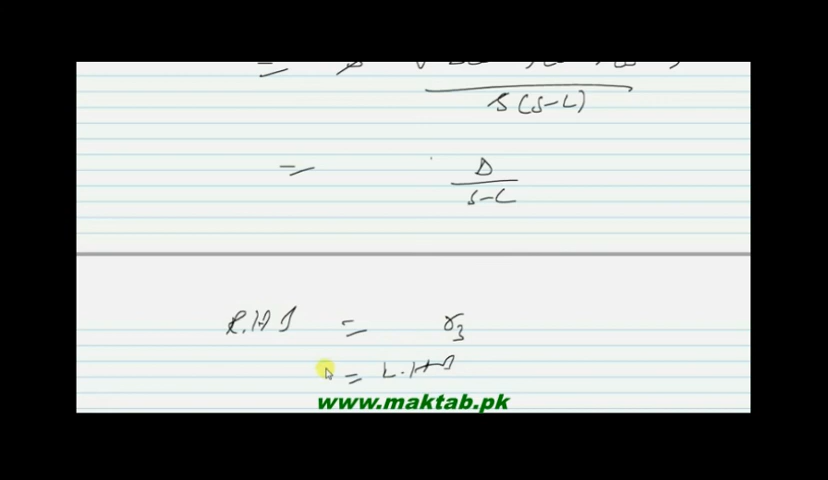 =
S(S-C)
= Δ
S-C
R.H.S = r₃
= L.H.S
www.maktab.pk